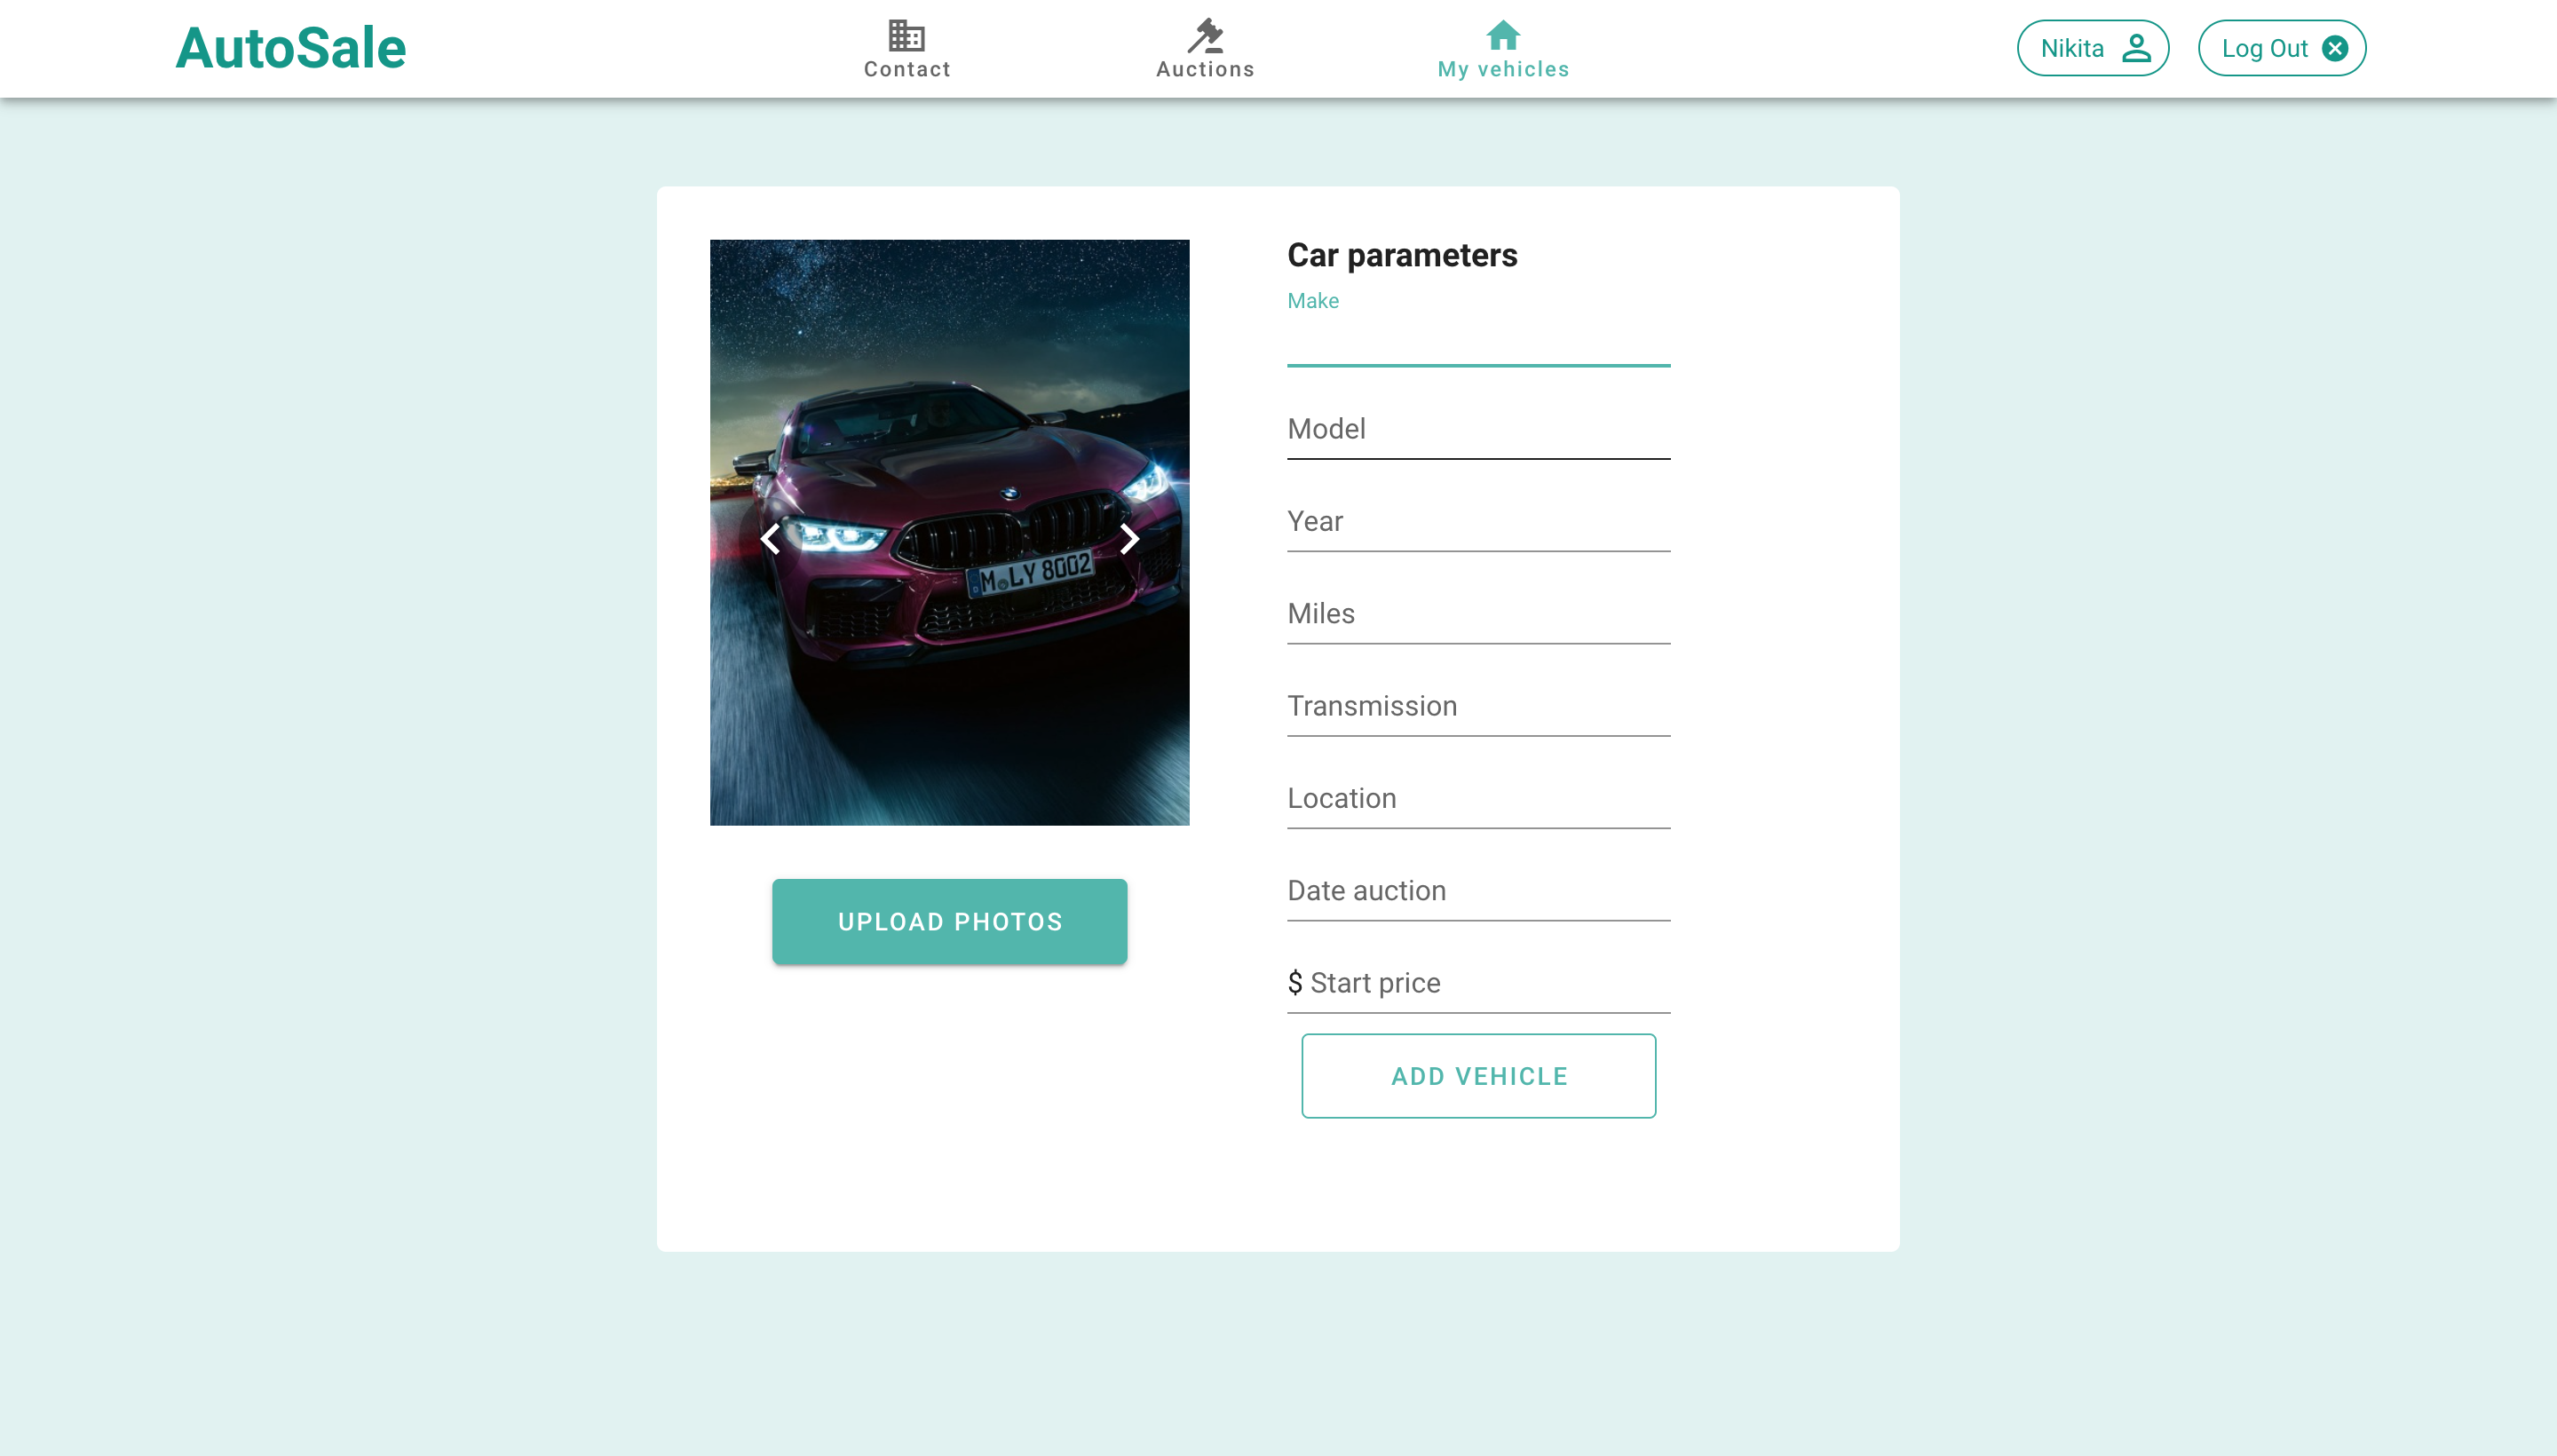 AutoSale
Contact
Auctions
My vehicles
Nikita
Log Out
Car parameters
Make
Model
Year
Miles
Transmission
Location
Date auction
$ Start price
M LY 8002
UPLOAD PHOTOS
ADD VEHICLE